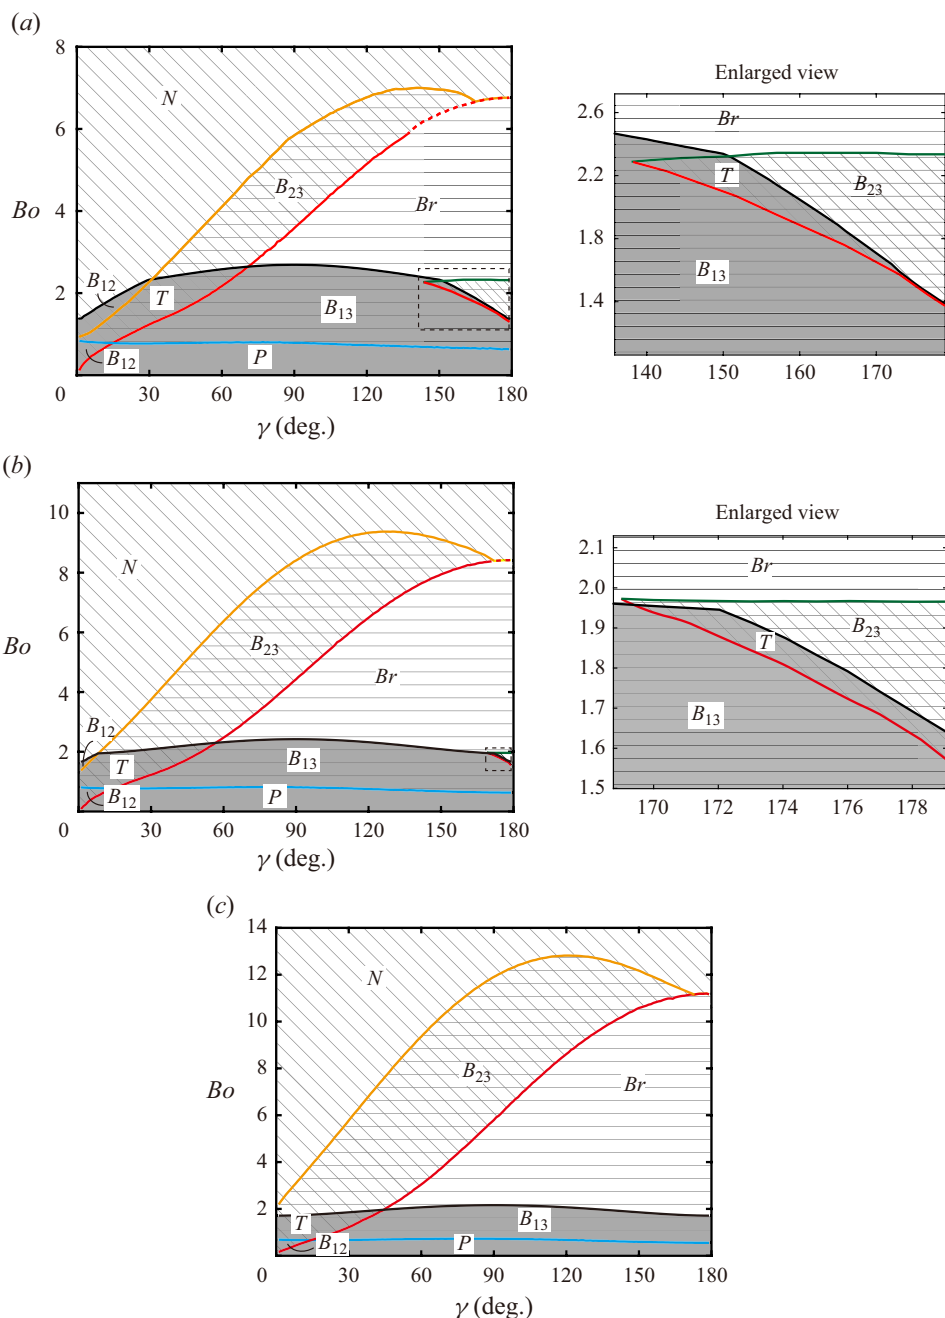 (a)
8
6
4
2
0
Bo
N
B23
Br
B12
T
B13
B12
P
30
60
90
120
150
180
γ (deg.)
Enlarged view
2.6
2.2
1.8
1.4
Br
T
B23
B13
140
150
160
170
(b)
10
8
6
4
2
0
Bo
N
B23
Br
B12
T
B13
B12
P
30
60
90
120
150
180
γ (deg.)
Enlarged view
2.1
2.0
1.9
1.8
1.7
1.6
1.5
Br
B23
T
B13
170
172
174
176
178
(c)
14
12
10
8
6
4
2
0
Bo
N
B23
Br
T
B13
B12
P
30
60
90
120
150
180
γ (deg.)